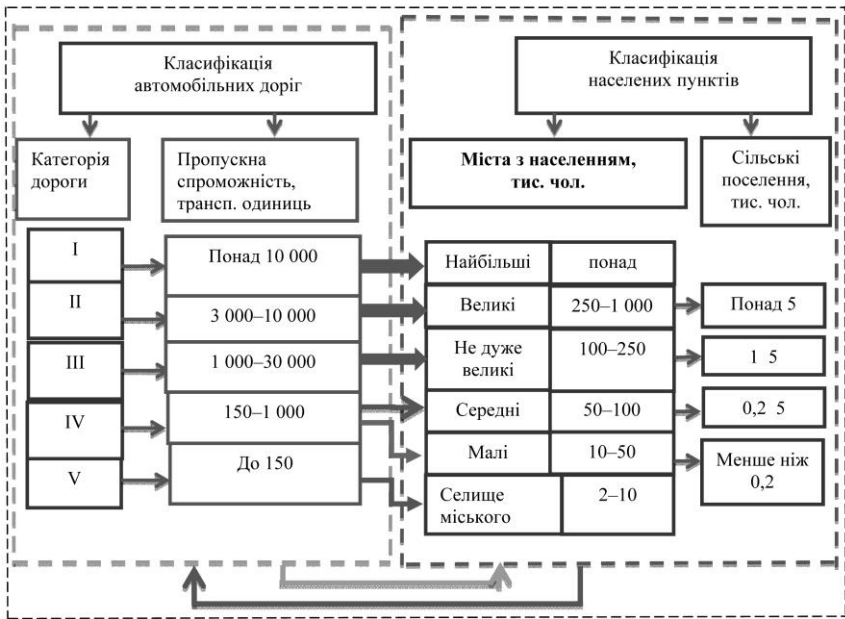 Класифікація
автомобільних доріг
Класифікація
населених пунктів
Категорія
дороги
Пропускна
спроможність,
трансп. одиниць
Міста з населенням,
тис. чол.
Сільські
поселення,
тис. чол.
I
Понад 10 000
Найбільші
понад
II
3 000–10 000
Великі
250–1 000
Понад 5
III
1 000–30 000
Не дуже
великі
100–250
1 5
IV
150–1 000
Середні
50–100
0,2 5
Малі
10–50
Менше ніж
0,2
V
До 150
Селище
міського
2–10